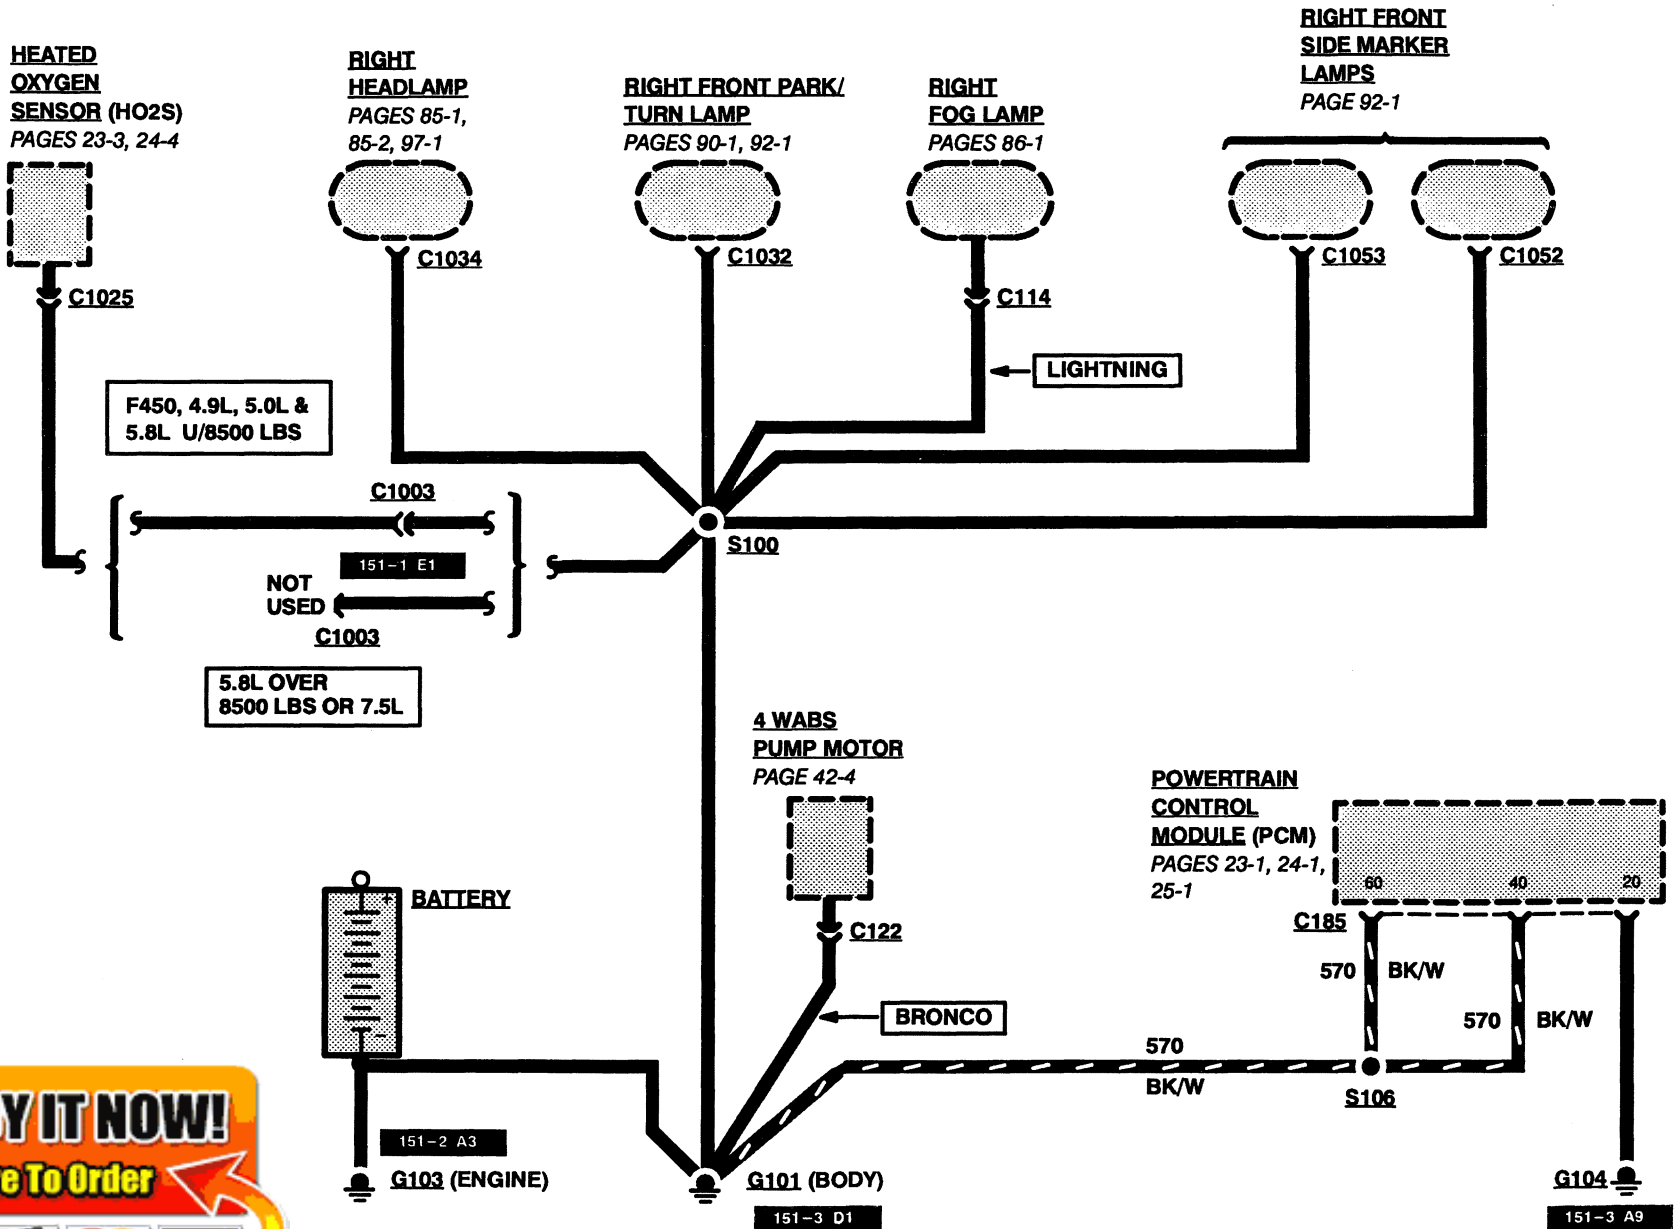 HEATED
OXYGEN
SENSOR (HO2S)
PAGES 23-3, 24-4
RIGHT
HEADLAMP
PAGES 85-1,
85-2, 97-1
RIGHT FRONT PARK/
TURN LAMP
PAGES 90-1, 92-1
RIGHT
FOG LAMP
PAGES 86-1
RIGHT FRONT
SIDE MARKER
LAMPS
PAGE 92-1
C1025
C1034
C1032
C114
C1053
C1052
LIGHTNING
F450, 4.9L, 5.0L &
5.8L U/8500 LBS
C1003
151-1 E1
NOT
USED
C1003
S100
5.8L OVER
8500 LBS OR 7.5L
4 WABS
PUMP MOTOR
PAGE 42-4
POWERTRAIN
CONTROL
MODULE (PCM)
PAGES 23-1, 24-1,
25-1
60
40
20
+
BATTERY
-
C122
C185
570
BK/W
570
BK/W
BRONCO
570
BK/W
S106
151-2 A3
G103 (ENGINE)
G101 (BODY)
151-3 D1
G104
151-3 A9
Y IT NOW!
e To Order